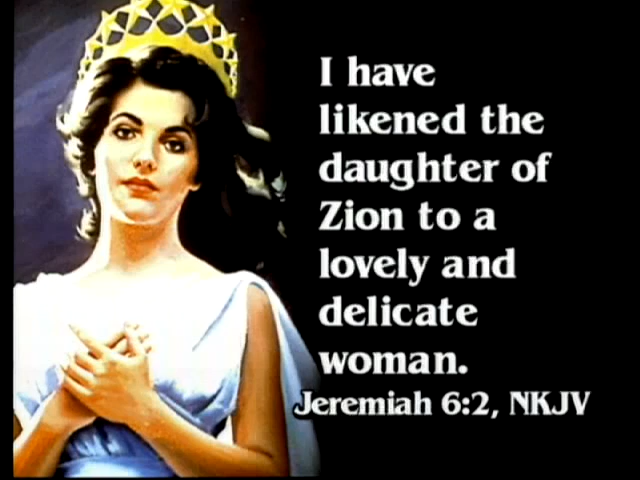 I have
likened the
daughter of
Zion to a
lovely and
delicate
woman.
Jeremiah 6:2, NKJV